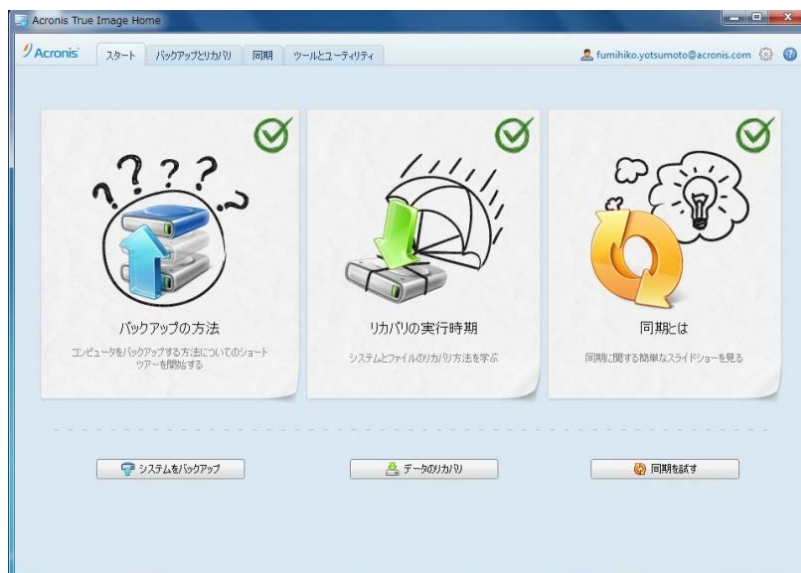 Acronis True Image Home
Acronis スタート バックアップとリカバリ 同期 ツールとユーティリティ fumihiko.yotsumoto@acronis.com
? ? ? ? ?
バックアップの方法
コンピュータをバックアップする方法についてのショート
ツアーを開始する
リカバリの実行時期
システムとファイルのリカバリ方法を学ぶ
同期とは
同期に関する簡単なスライドショーを見る
システムをバックアップ
データのリカバリ
同期を試す